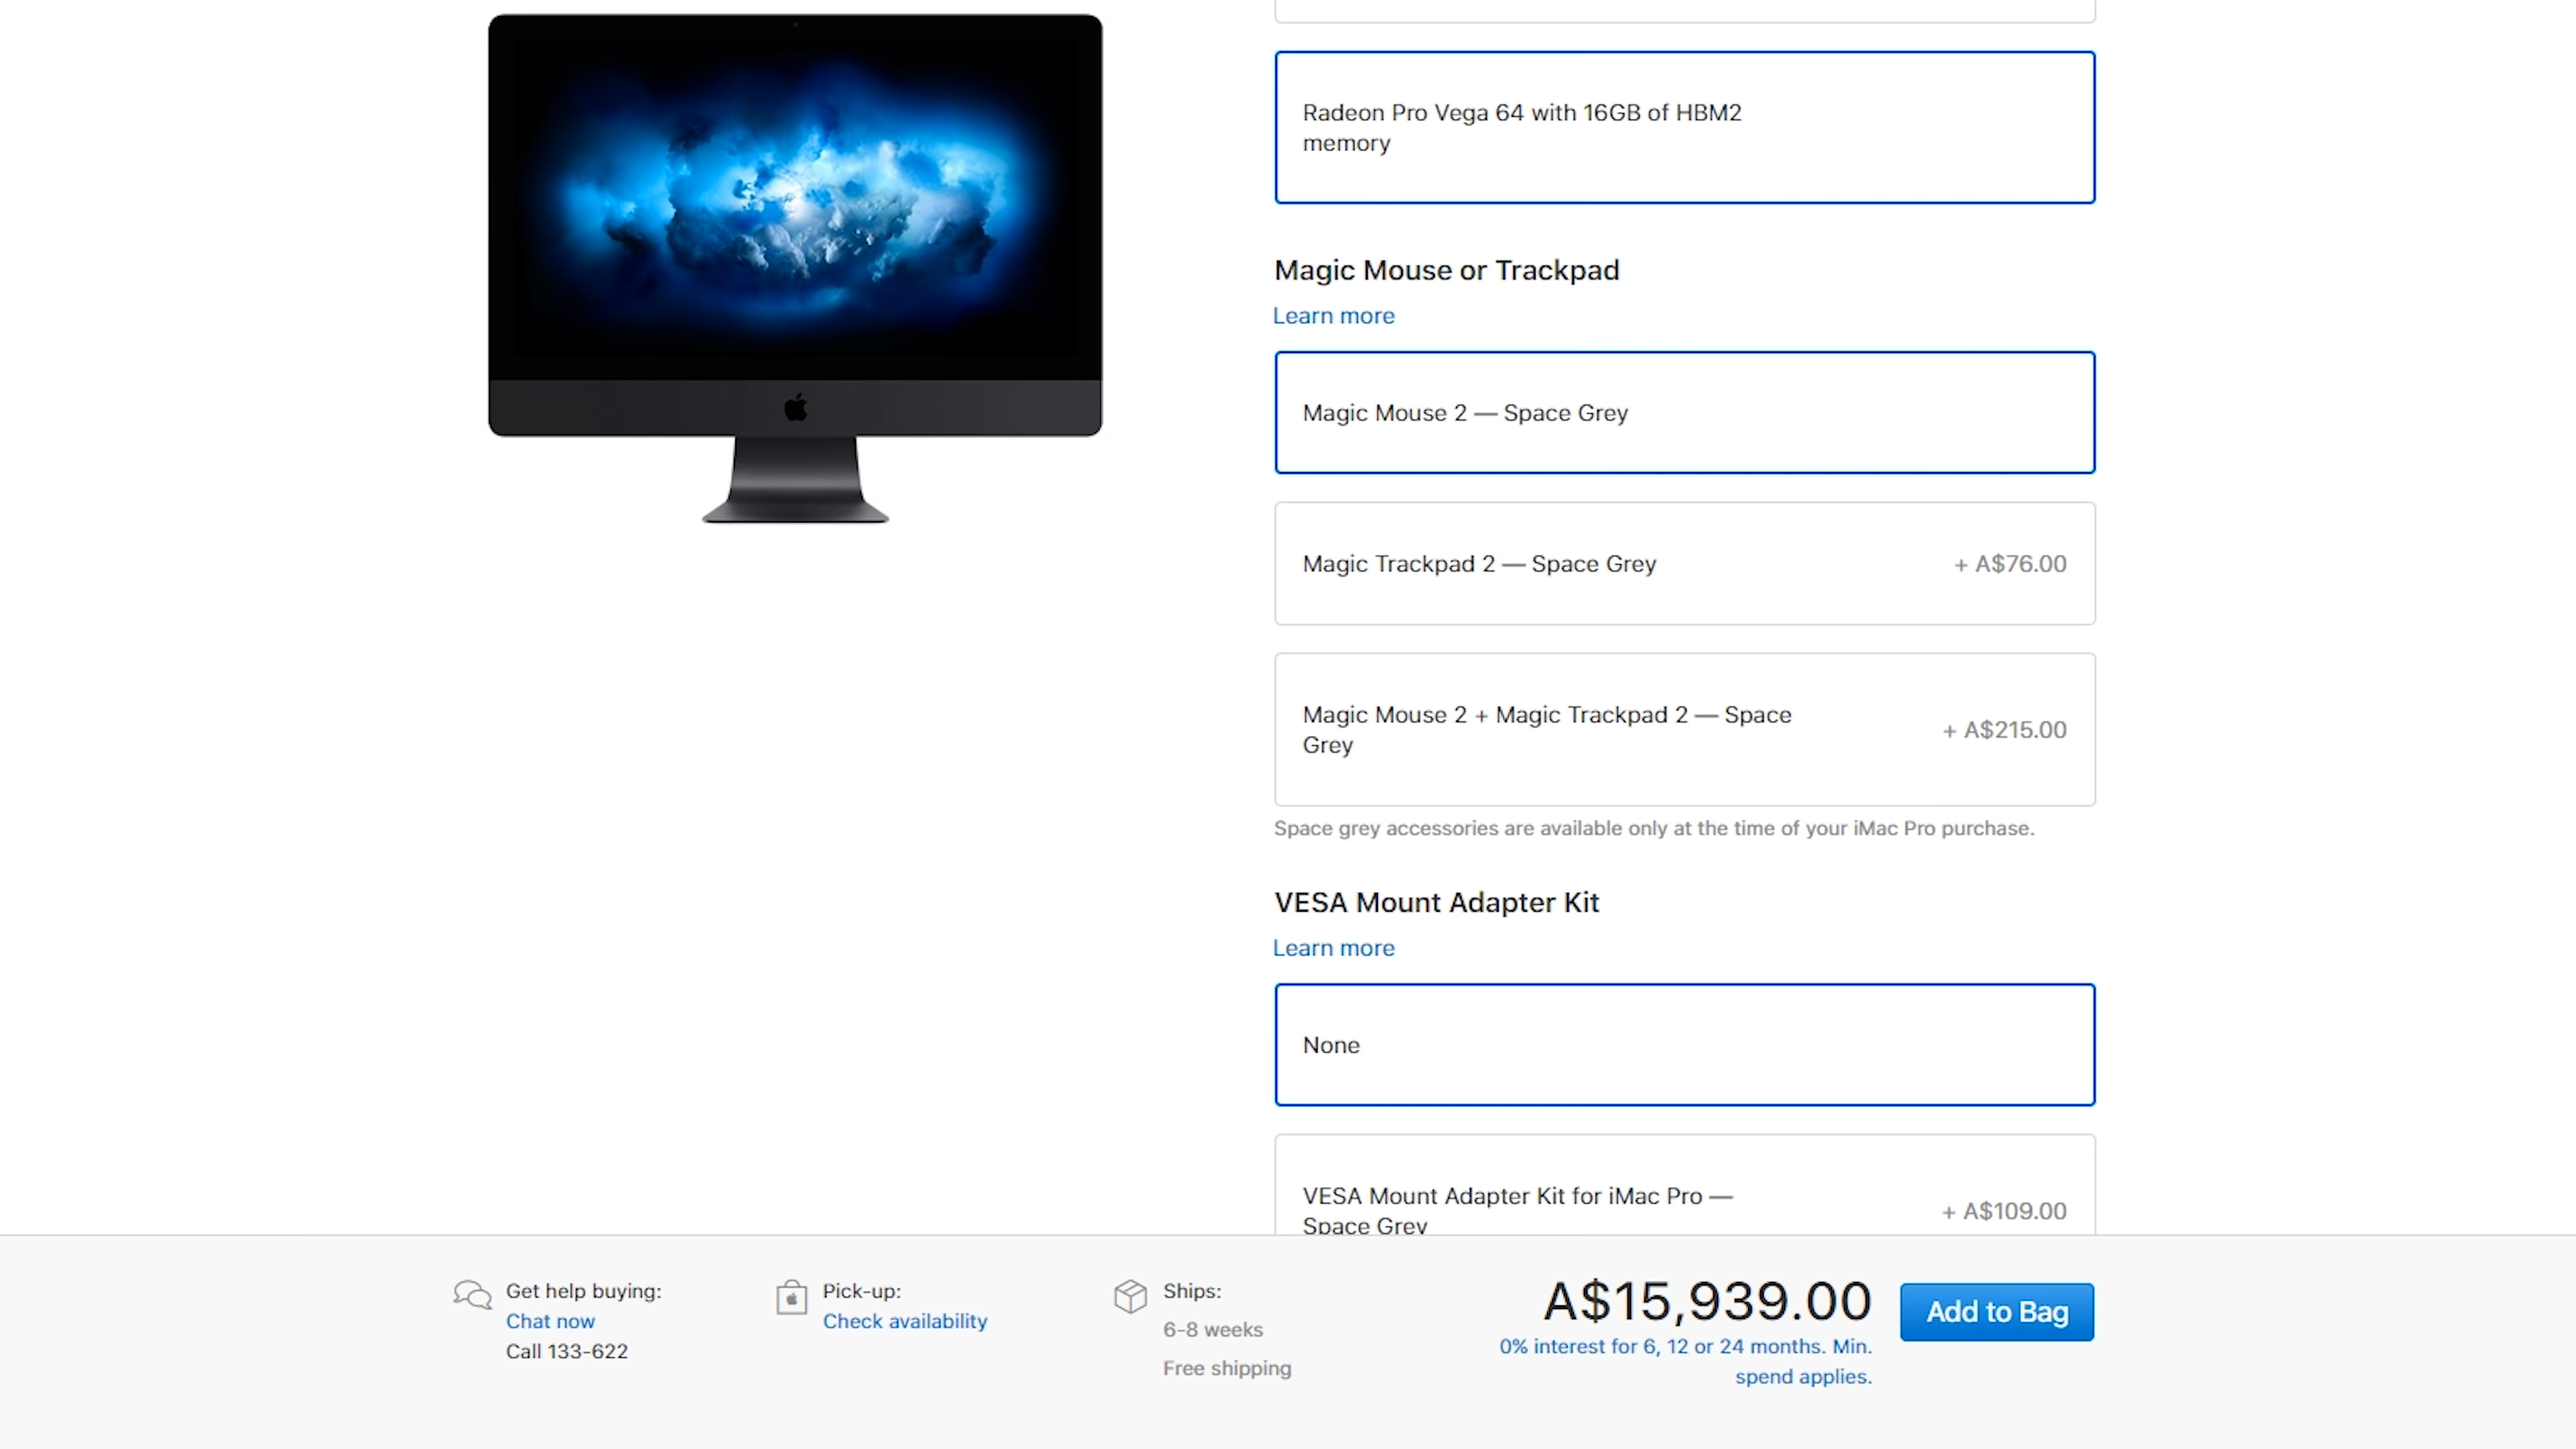 Radeon Pro Vega 64 with 16GB of HBM2
memory
Magic Mouse or Trackpad
Learn more
Magic Mouse 2 — Space Grey
Magic Trackpad 2 — Space Grey
+ A$76.00
Magic Mouse 2 + Magic Trackpad 2 — Space
Grey
+ A$215.00
Space grey accessories are available only at the time of your iMac Pro purchase.
VESA Mount Adapter Kit
Learn more
None
VESA Mount Adapter Kit for iMac Pro —
Space Grey
+ A$109.00
Get help buying:
Chat now
Call 133-622
Pick-up:
Check availability
Ships:
6-8 weeks
Free shipping
A$15,939.00
0% interest for 6, 12 or 24 months. Min.
spend applies.
Add to Bag